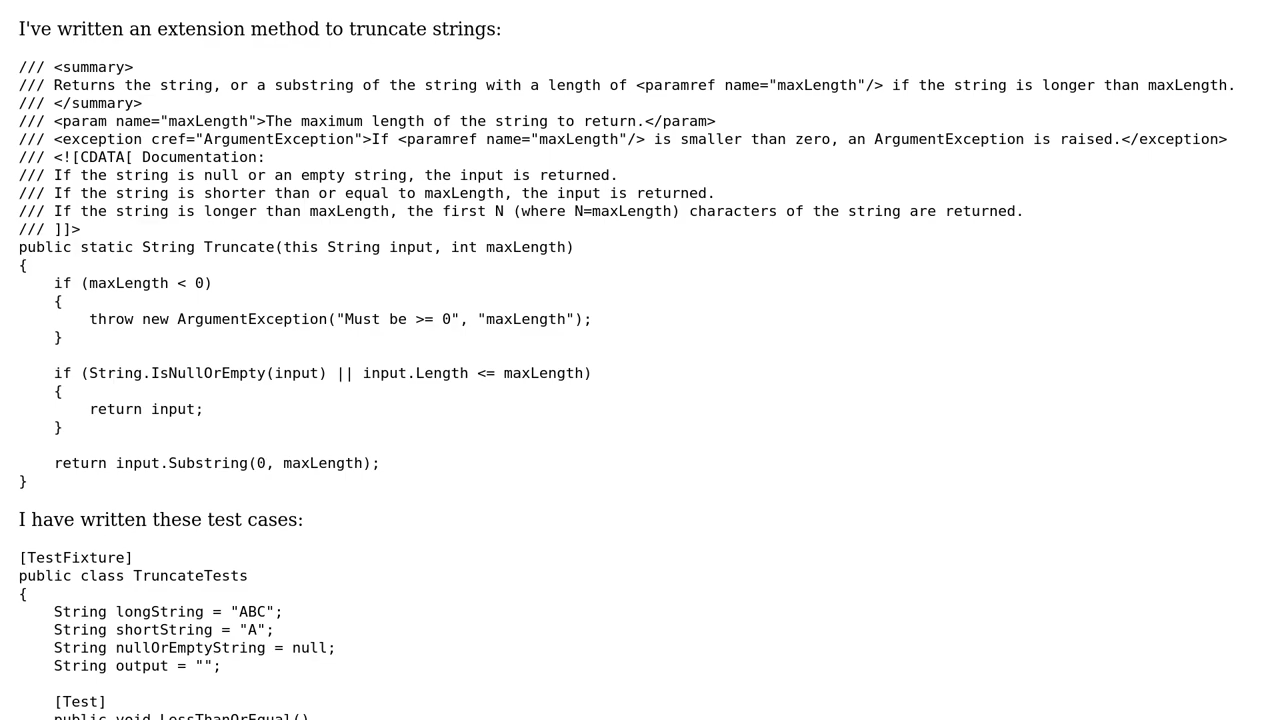 I've written an extension method to truncate strings:
/// <summary>
/// Returns the string, or a substring of the string with a length of <paramref name="maxLength"/> if the string is longer than maxLength.
/// </summary>
/// <param name="maxLength">The maximum length of the string to return.</param>
/// <exception cref="ArgumentException">If <paramref name="maxLength"/> is smaller than zero, an ArgumentException is raised.</exception>
/// <![CDATA[ Documentation:
/// If the string is null or an empty string, the input is returned.
/// If the string is shorter than or equal to maxLength, the input is returned.
/// If the string is longer than maxLength, the first N (where N=maxLength) characters of the string are returned.
/// ]]>
public static String Truncate(this String input, int maxLength)
{
    if (maxLength < 0)
    {
        throw new ArgumentException("Must be >= 0", "maxLength");
    }

    if (String.IsNullOrEmpty(input) || input.Length <= maxLength)
    {
        return input;
    }

    return input.Substring(0, maxLength);
}
I have written these test cases:
[TestFixture]
public class TruncateTests
{
    String longString = "ABC";
    String shortString = "A";
    String nullOrEmptyString = null;
    String output = "";

    [Test]
    public void LessThanOrEqual()